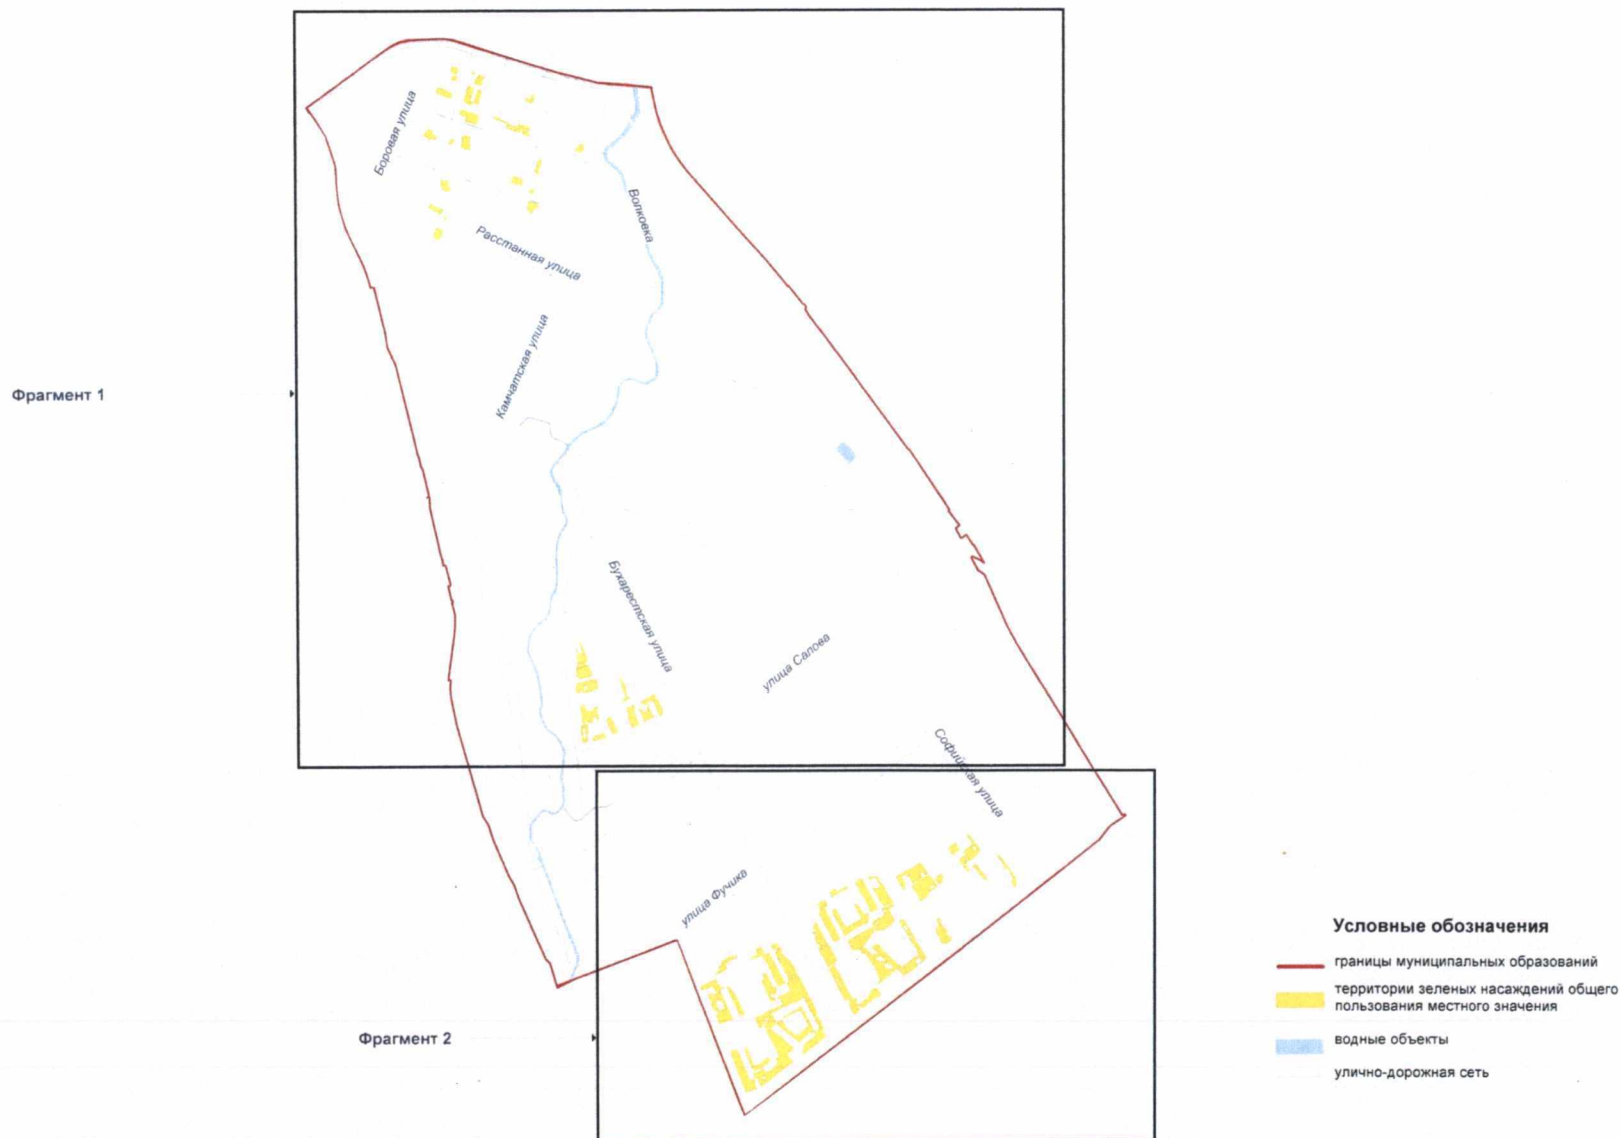 Боровая улица
Волковка
Расстанная улица
Камчатская улица
Фрагмент 1
Бухарестская улица
улица Салова
Софийская улица
улица Фучика
Фрагмент 2
Условные обозначения
границы муниципальных образований
территории зеленых насаждений общего
пользования местного значения
водные объекты
улично-дорожная сеть